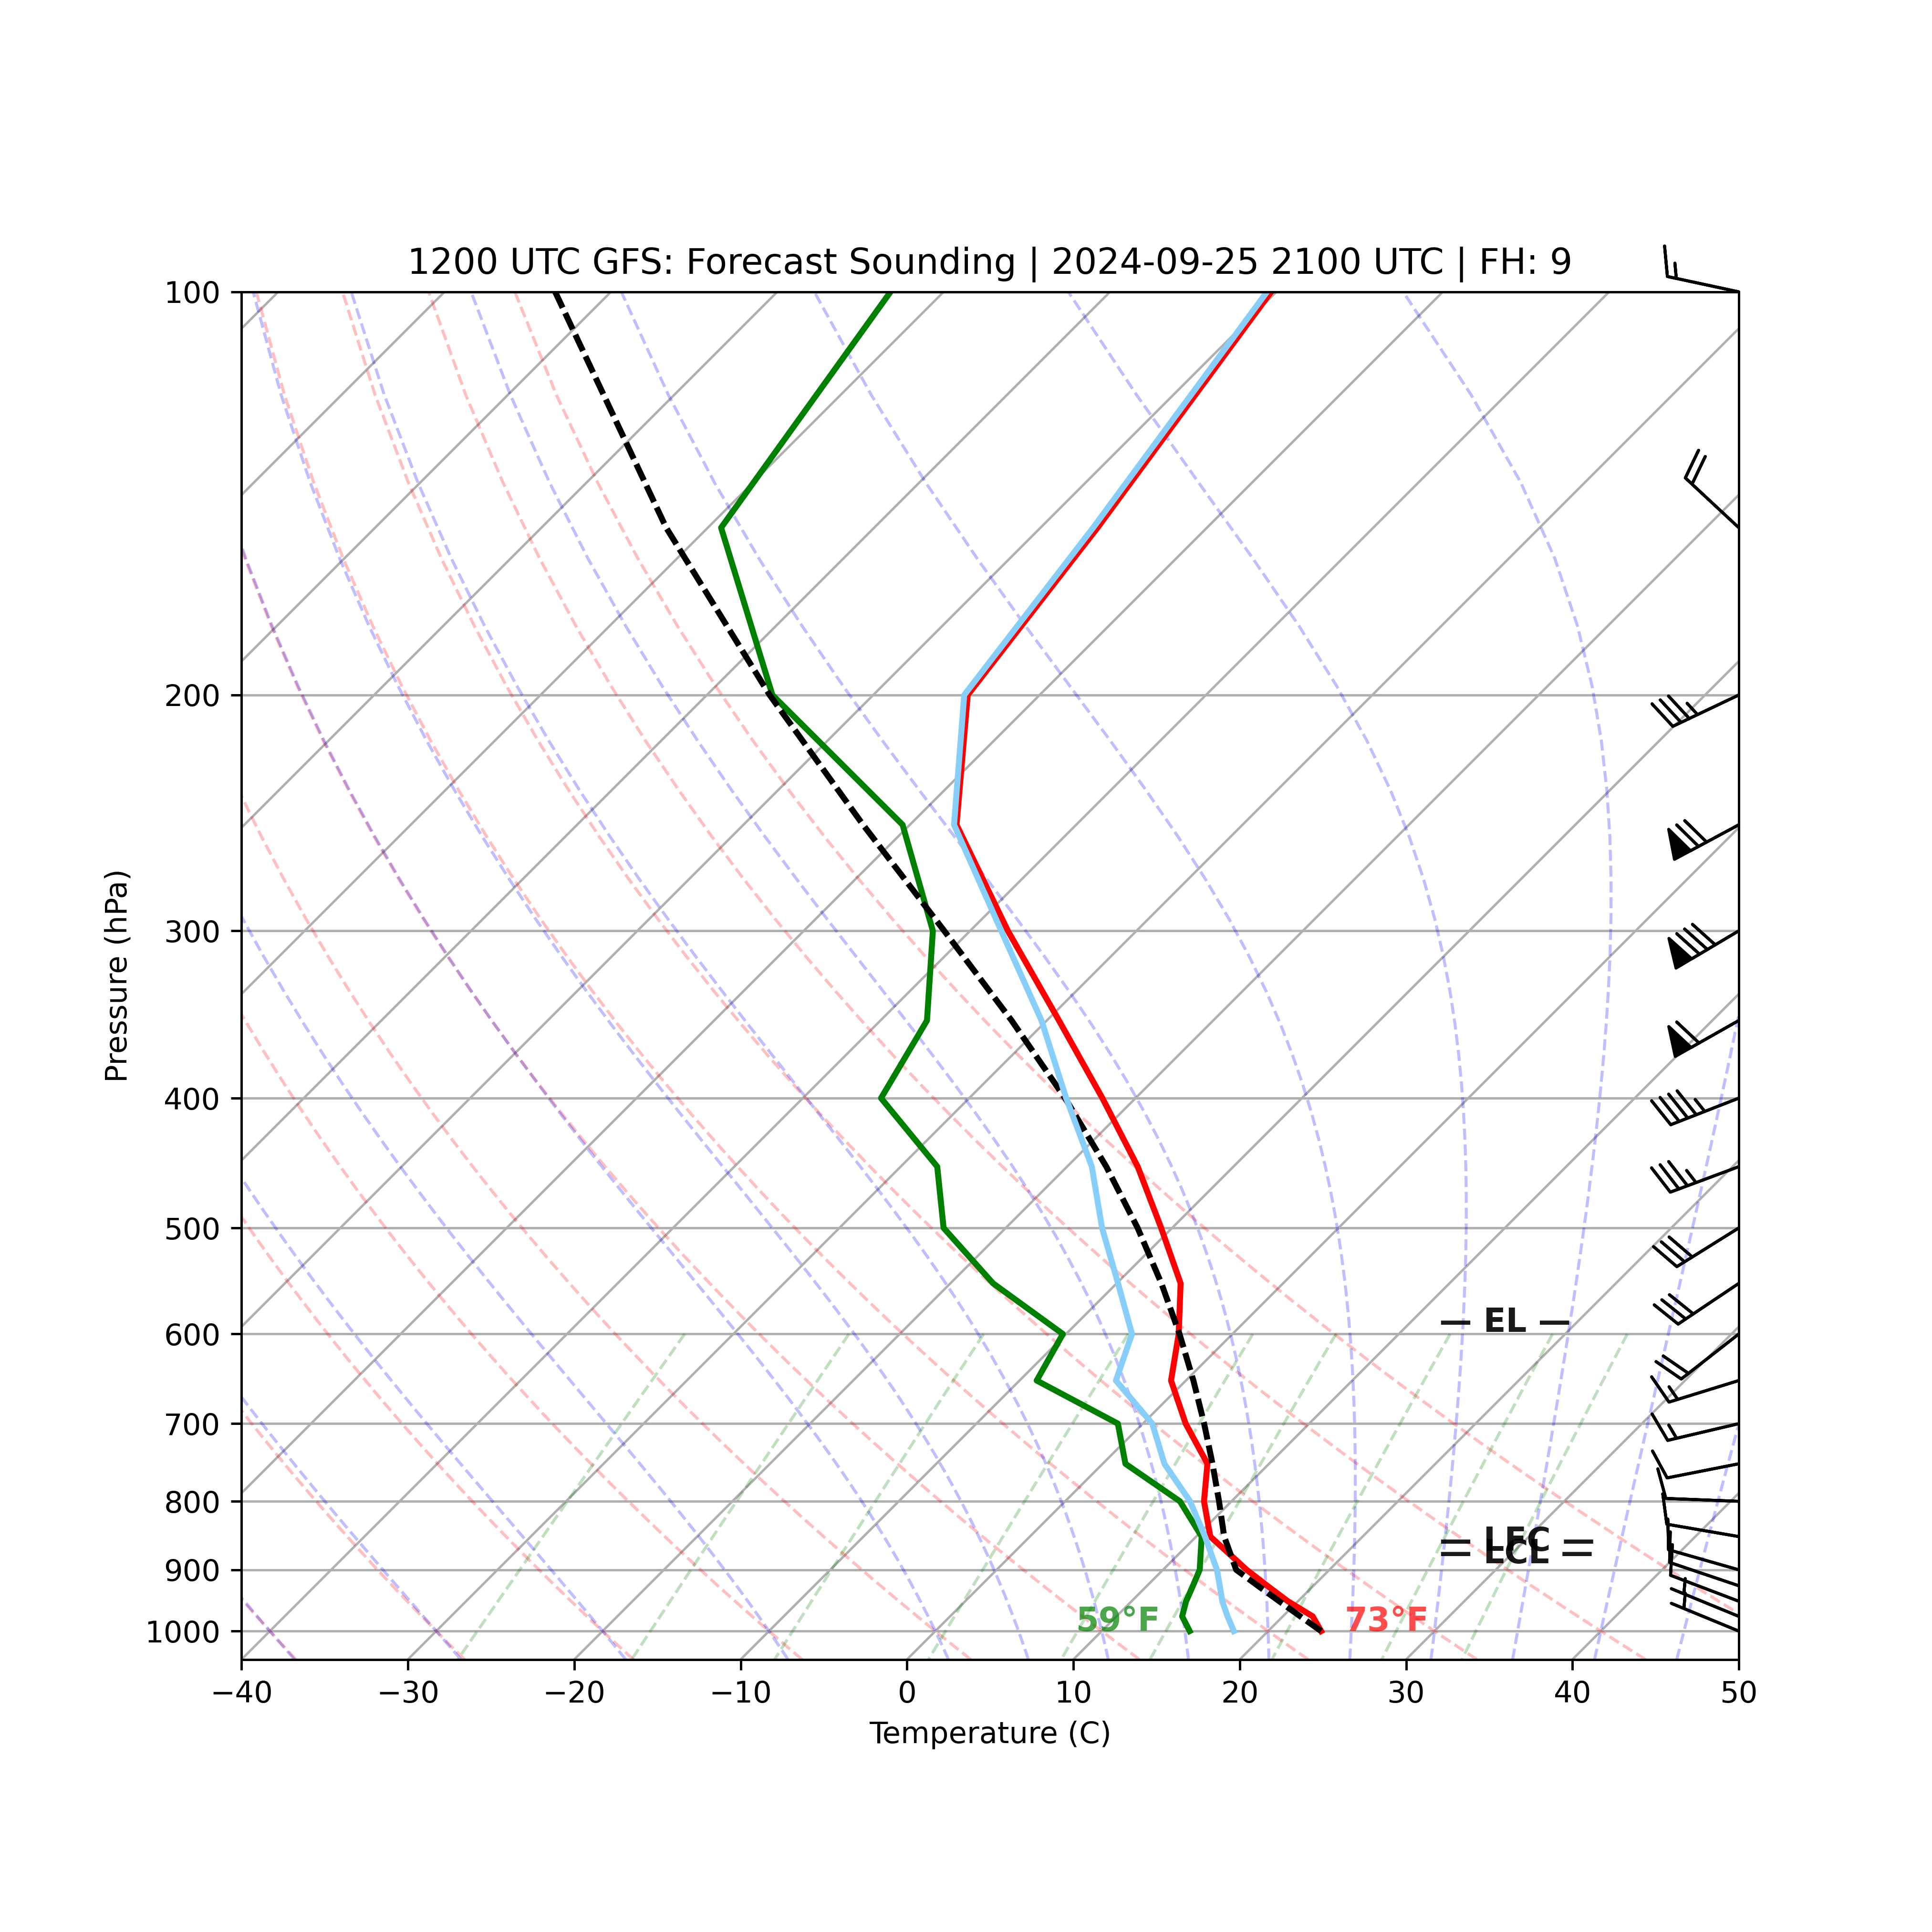 1200 UTC GFS: Forecast Sounding | 2024-09-25 2100 UTC | FH: 9
100
200
300
400
500
600
700
800
900
1000
Pressure (hPa)
— EL —
— LFC —
— LCL —
59°F
73°F
−40 −30 −20 −10 0 10 20 30 40 50
Temperature (C)